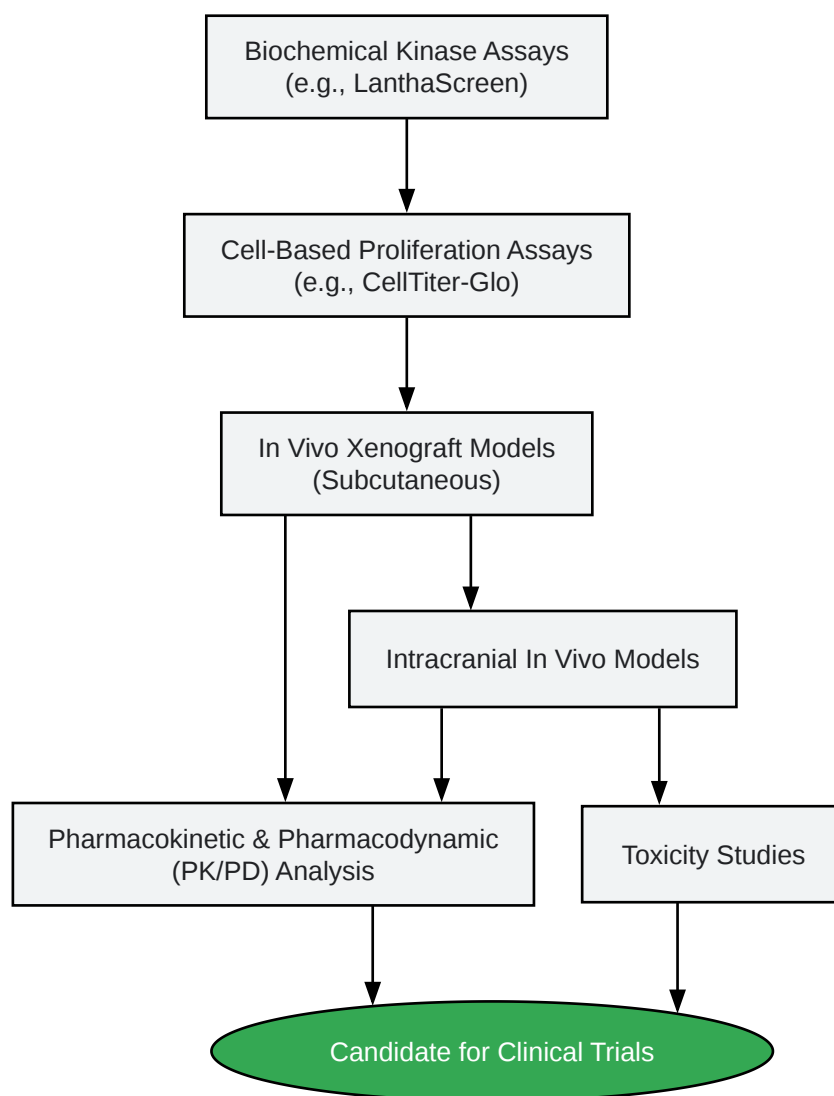 Biochemical Kinase Assays
(e.g., LanthaScreen)
Cell-Based Proliferation Assays
(e.g., CellTiter-Glo)
In Vivo Xenograft Models
(Subcutaneous)
Intracranial In Vivo Models
Pharmacokinetic & Pharmacodynamic
(PK/PD) Analysis
Toxicity Studies
Candidate for Clinical Trials